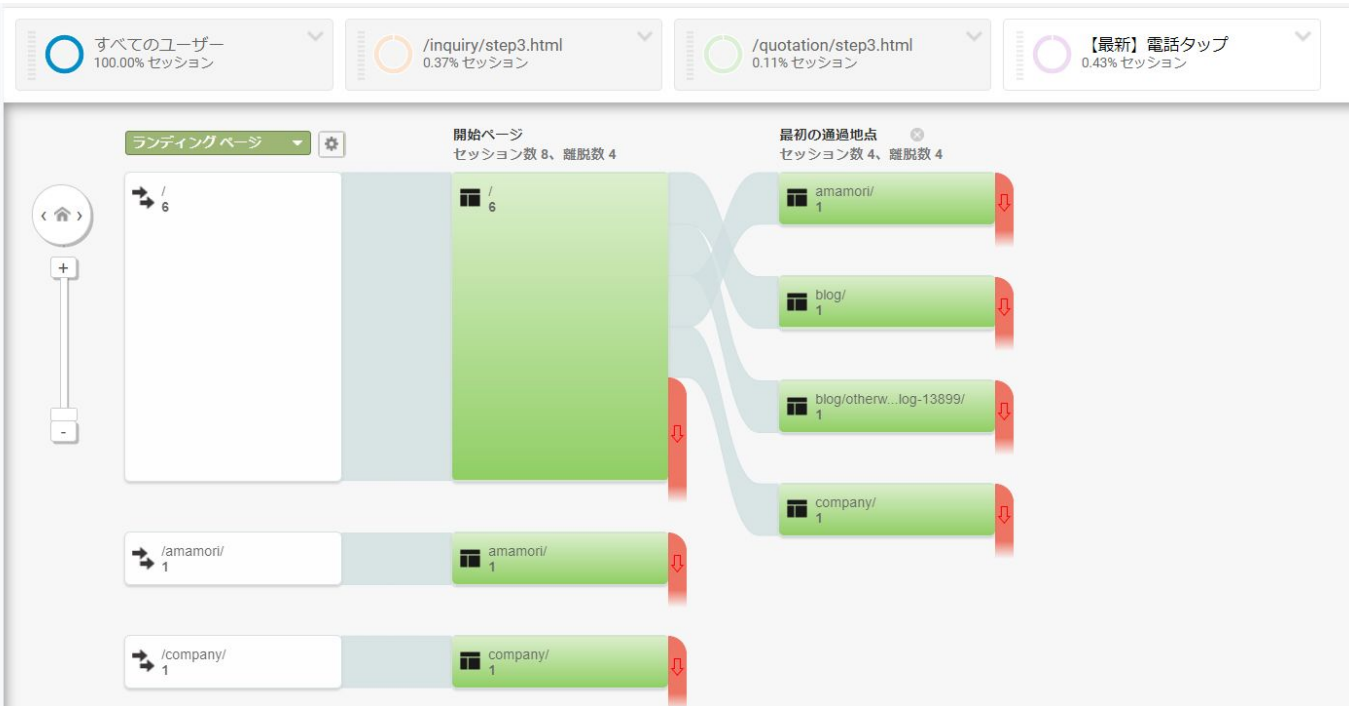 すべてのユーザー
100.00% セッション
/inquiry/step3.html
0.37% セッション
/quotation/step3.html
0.11% セッション
【最新】電話タップ
0.43% セッション
ランディング ページ
開始ページ
セッション数 8、離脱数 4
最初の通過地点
セッション数 4、離脱数 4
/
6
/
6
amamori/
1
blog/
1
blog/otherw...log-13899/
1
company/
1
/amamori/
1
amamori/
1
/company/
1
company/
1
+
-